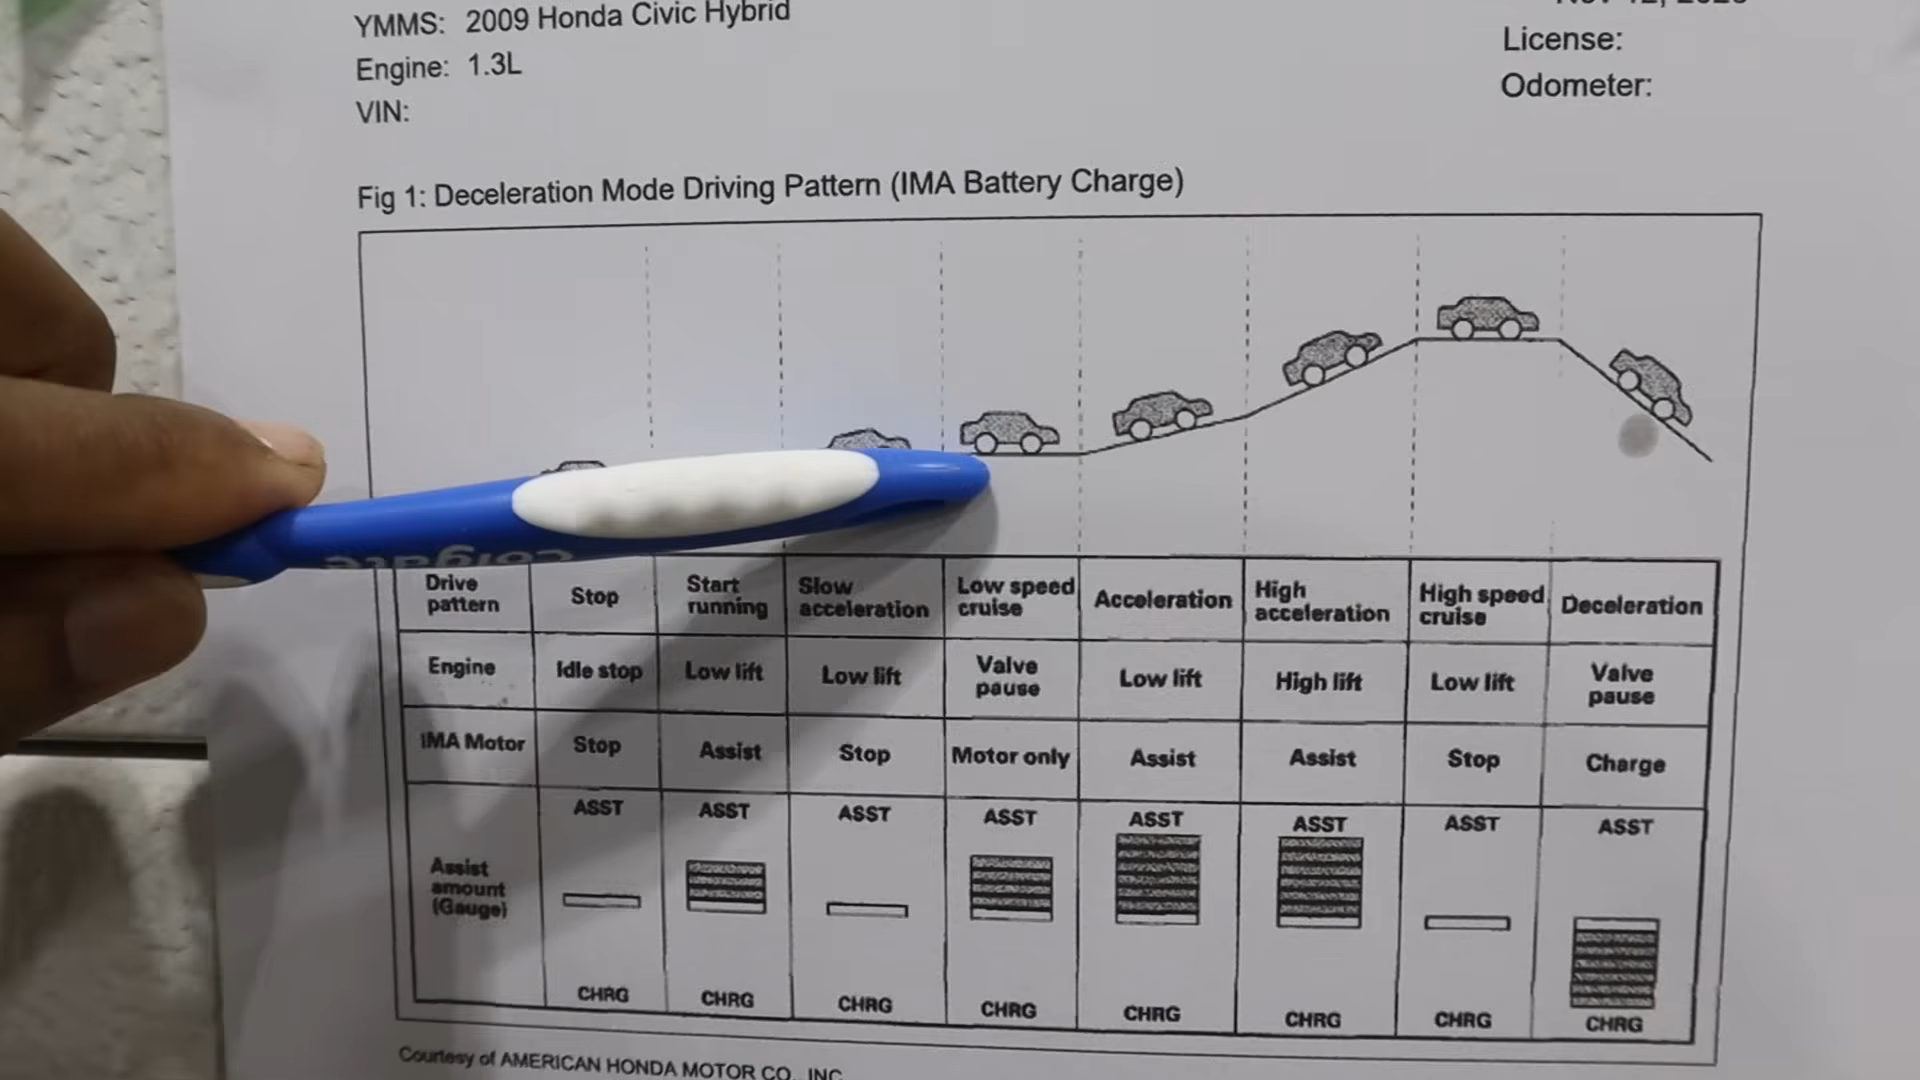 YMMS: 2009 Honda Civic Hybrid
Engine: 1.3L
VIN:
License:
Odometer:
Fig 1: Deceleration Mode Driving Pattern (IMA Battery Charge)
Colgate
Drive pattern
Stop
Start running
Slow acceleration
Low speed cruise
Acceleration
High acceleration
High speed cruise
Deceleration
Engine
Idle stop
Low lift
Low lift
Valve pause
Low lift
High lift
Low lift
Valve pause
IMA Motor
Stop
Assist
Stop
Motor only
Assist
Assist
Stop
Charge
Assist amount (Gauge)
ASST
ASST
ASST
ASST
ASST
ASST
ASST
ASST
CHRG
CHRG
CHRG
CHRG
CHRG
CHRG
CHRG
CHRG
Courtesy of AMERICAN HONDA MOTOR CO., INC